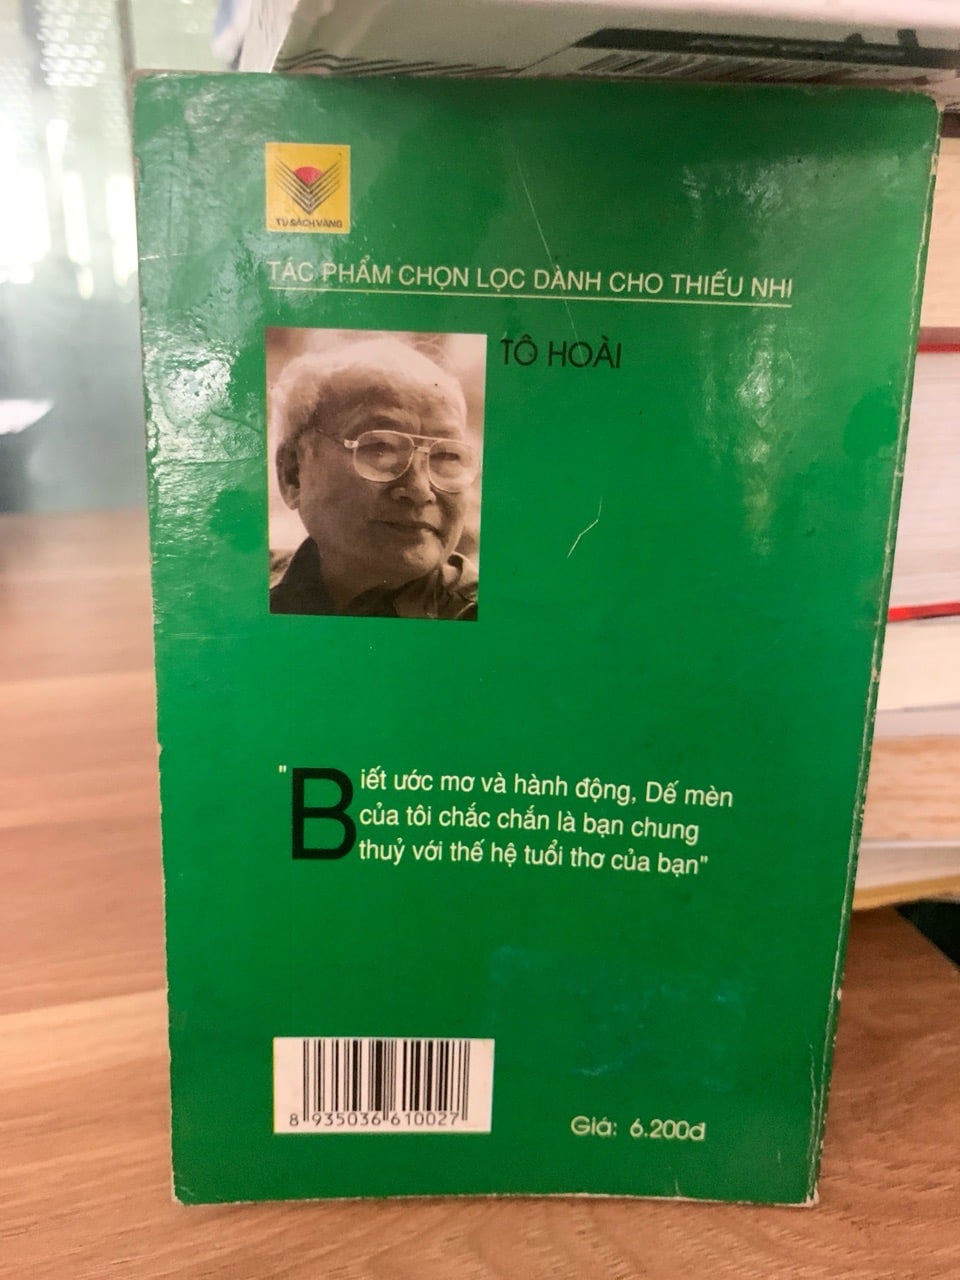 TỦ SÁCH VÀNG
TÁC PHẨM CHỌN LỌC DÀNH CHO THIẾU NHI
TÔ HOÀI
"Biết ước mơ và hành động, Dế mèn
của tôi chắc chắn là bạn chung
thuỷ với thế hệ tuổi thơ của bạn"
8 935036 610027
Giá: 6.200đ